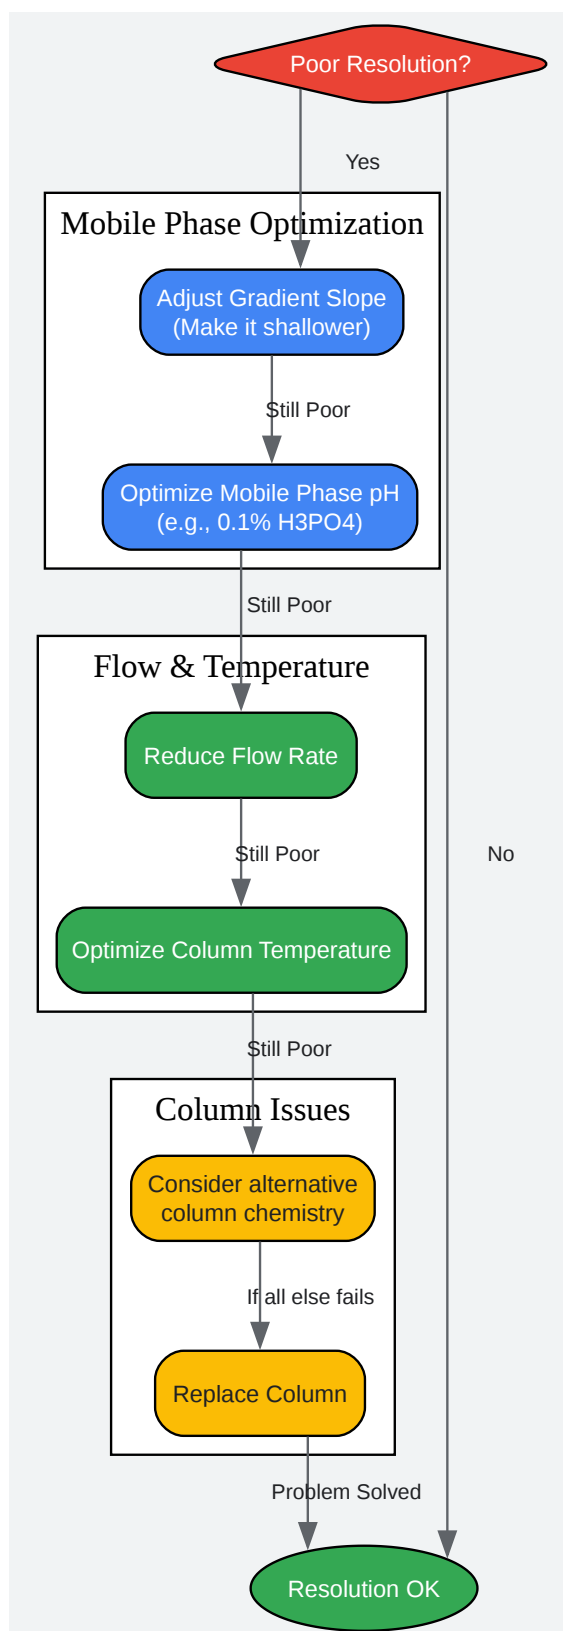 Poor Resolution?
Yes
Mobile Phase Optimization
Adjust Gradient Slope
(Make it shallower)
Still Poor
Optimize Mobile Phase pH
(e.g., 0.1% H3PO4)
Still Poor
Flow & Temperature
Reduce Flow Rate
Still Poor
No
Optimize Column Temperature
Still Poor
Column Issues
Consider alternative
column chemistry
If all else fails
Replace Column
Problem Solved
Resolution OK